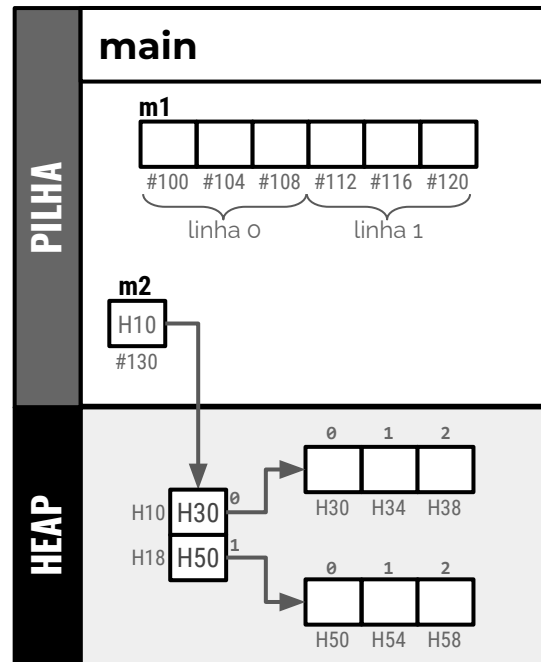 main
PILHA
m1
#100 #104 #108 #112 #116 #120
linha 0 linha 1
m2
H10
#130
HEAP
0 1 2
H30 H34 H38
H10 H30 0
H18 H50 1
0 1 2
H50 H54 H58